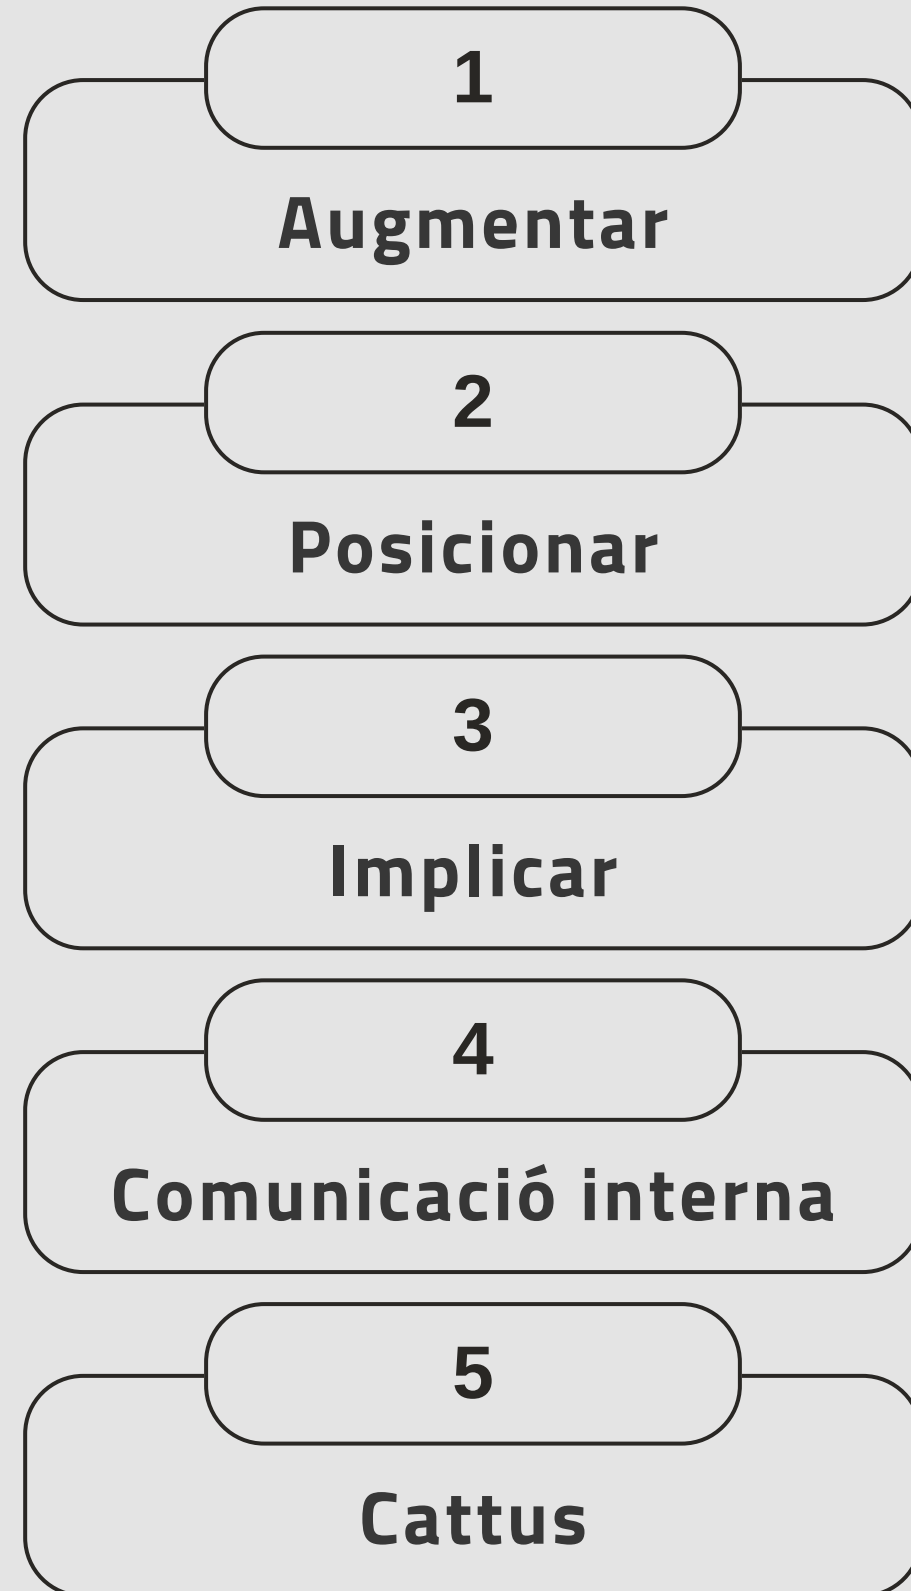 1
Augmentar
2
Posicionar
3
Implicar
4
Comunicació interna
5
Cattus